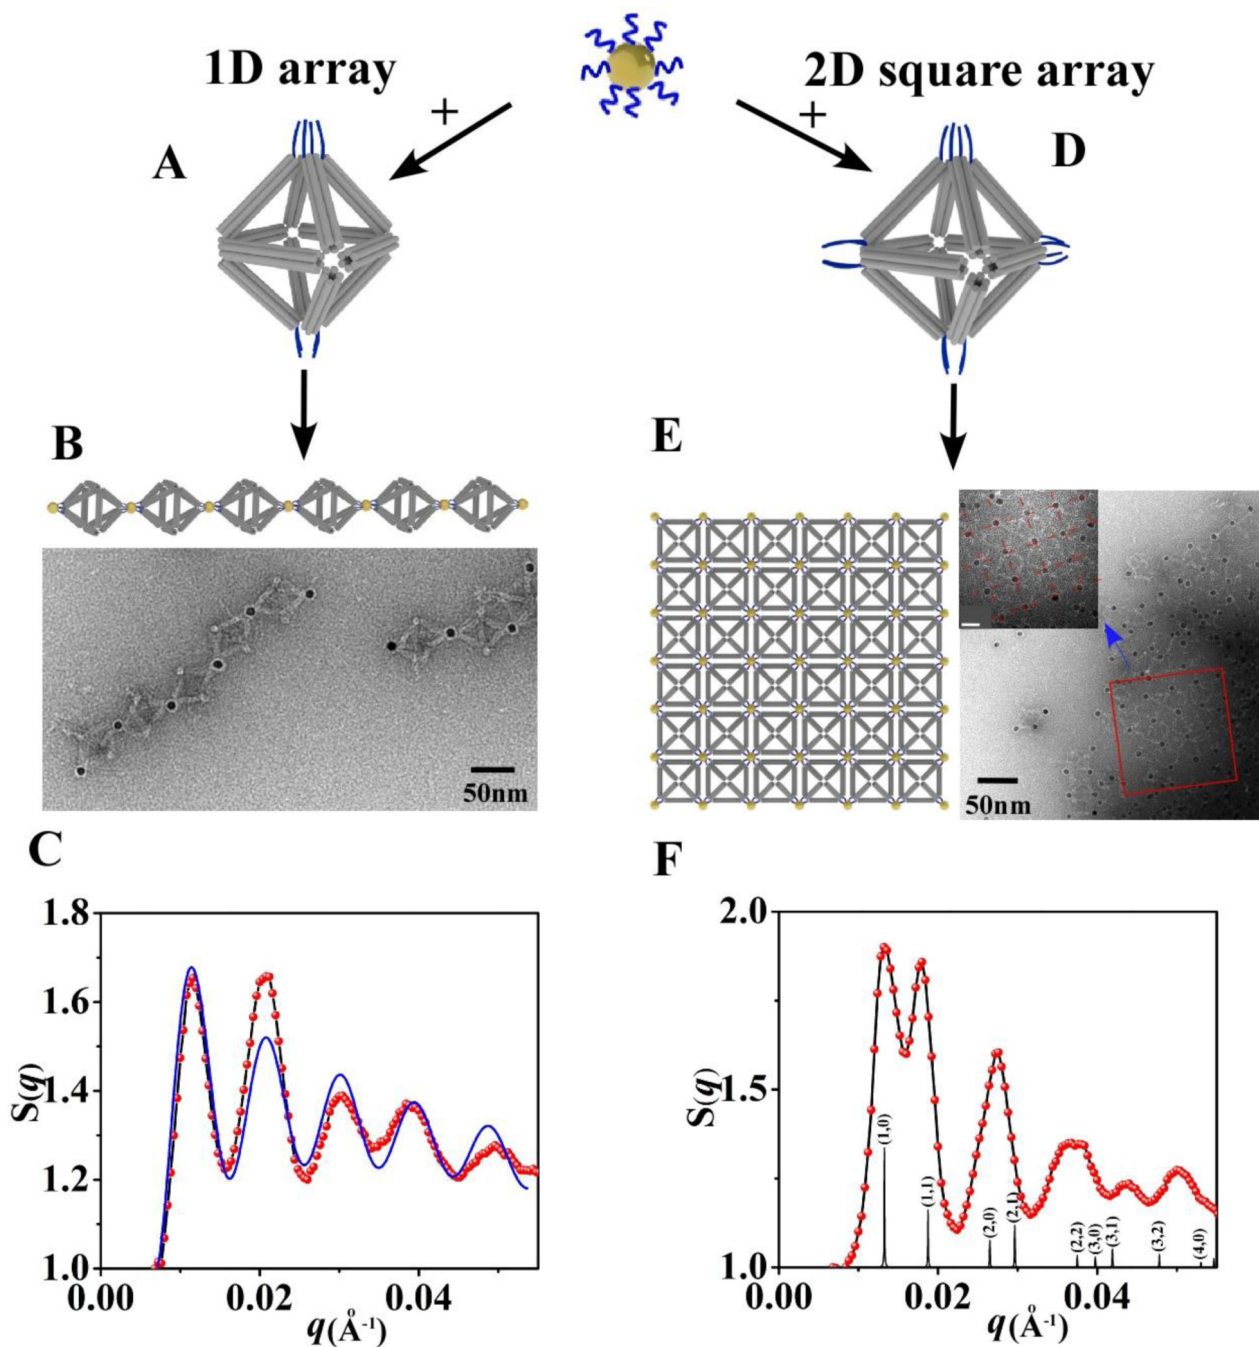 1D array
2D square array
+
+
A
D
B
E
50nm
50nm
C
F
1.8
1.6
1.4
1.2
1.0
S(q)
0.00
0.02
0.04
q(Å⁻¹)
2.0
1.5
1.0
S(q)
(1,0)
(1,1)
(2,0)
(2,1)
(2,2)
(3,0)
(3,1)
(3,2)
(4,0)
0.00
0.02
0.04
q(Å⁻¹)